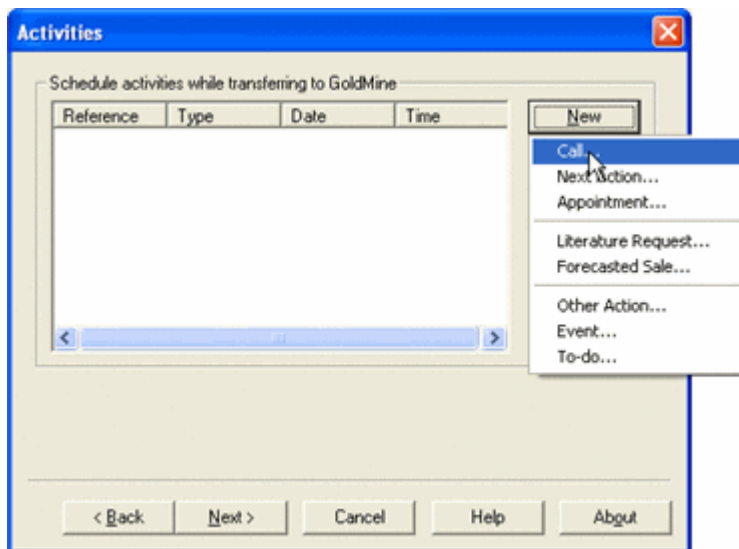 Activities
Schedule activities while transferring to GoldMine
Reference Type Date Time
New
Call...
Next Action...
Appointment...
Literature Request...
Forecasted Sale...
Other Action...
Event...
To-do...
< Back Next > Cancel Help About